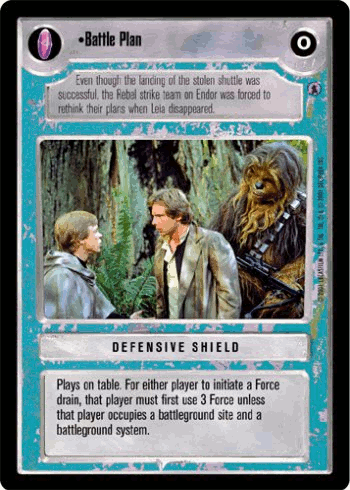 •Battle Plan
Even though the landing of the stolen shuttle was
successful, the Rebel strike team on Endor was forced to
rethink their plans when Leia disappeared.
DEFENSIVE SHIELD
Plays on table. For either player to initiate a Force
drain, that player must first use 3 Force unless
that player occupies a battleground site and a
battleground system.